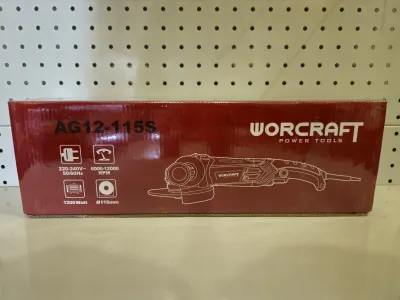 AG12-115S
WORCRAFT
POWER TOOLS
220-240V~
50/60Hz
6000-12000
RPM
1200Watt
Ø115mm
WORCRAFT